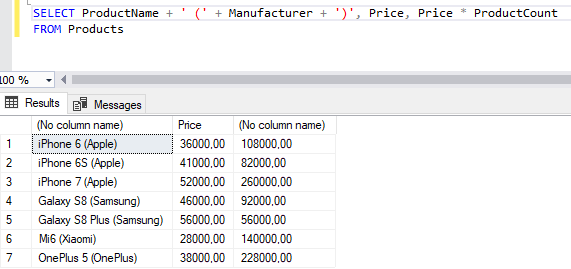 SELECT ProductName + ' (' + Manufacturer + ')', Price, Price * ProductCount
FROM Products
100 %
Results Messages
(No column name) Price (No column name)
1 iPhone 6 (Apple) 36000,00 108000,00
2 iPhone 6S (Apple) 41000,00 82000,00
3 iPhone 7 (Apple) 52000,00 260000,00
4 Galaxy S8 (Samsung) 46000,00 92000,00
5 Galaxy S8 Plus (Samsung) 56000,00 56000,00
6 Mi6 (Xiaomi) 28000,00 140000,00
7 OnePlus 5 (OnePlus) 38000,00 228000,00